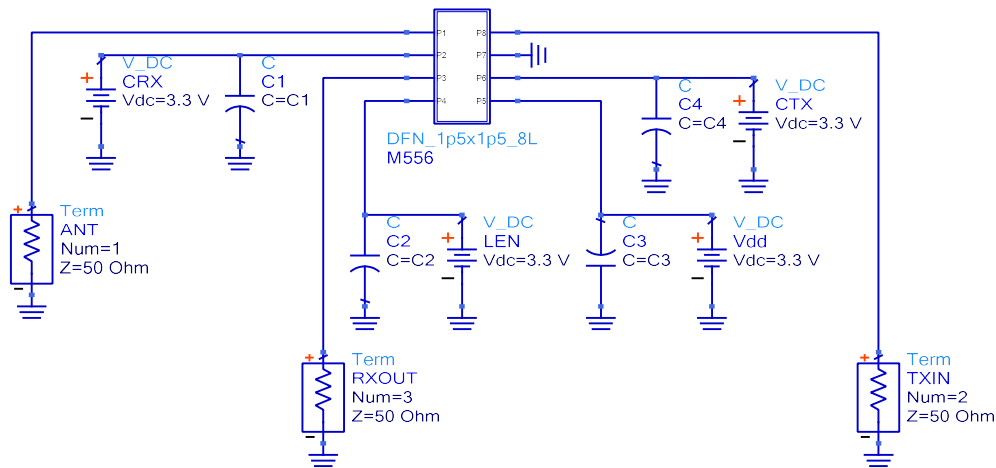 P1
P2
P3
P4
P8
P7
P6
P5
DFN_1p5x1p5_8L
M556
+
V_DC
CRX
Vdc=3.3 V
−
C
C1
C=C1
C
C4
C=C4
+
V_DC
CTX
Vdc=3.3 V
−
+
Term
ANT
Num=1
Z=50 Ohm
−
C
C2
C=C2
+
V_DC
LEN
Vdc=3.3 V
−
C
C3
C=C3
+
V_DC
Vdd
Vdc=3.3 V
−
+
Term
RXOUT
Num=3
Z=50 Ohm
−
+
Term
TXIN
Num=2
Z=50 Ohm
−